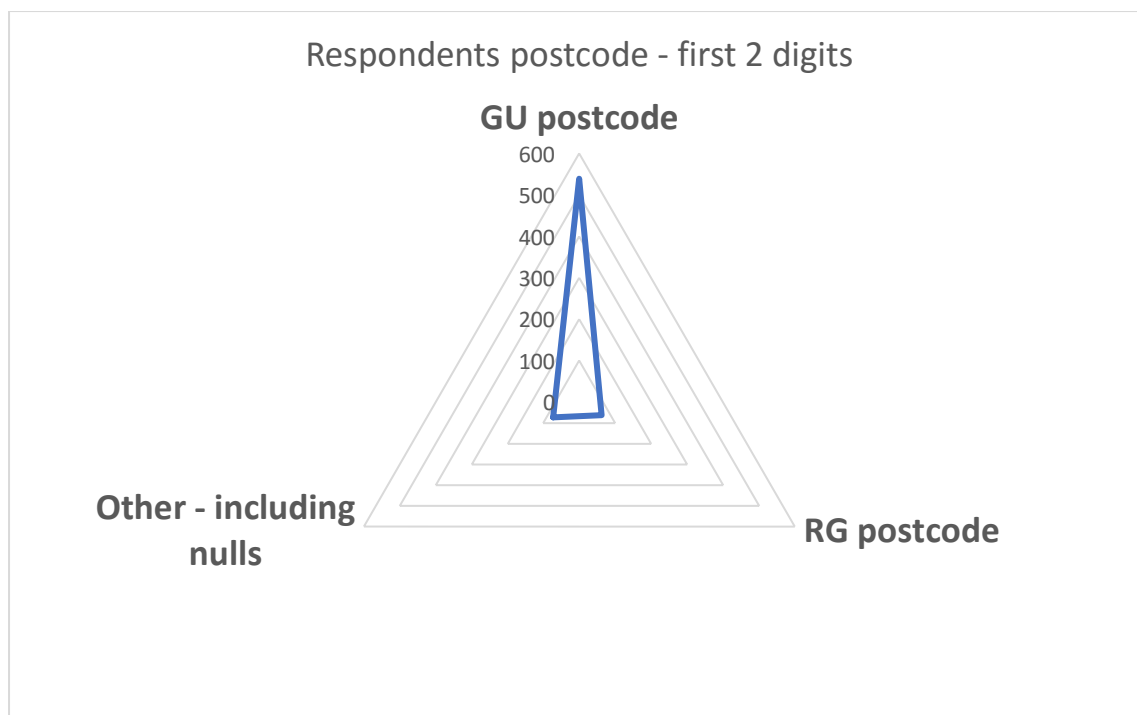 Respondents postcode - first 2 digits
GU postcode
600
500
400
300
200
100
0
Other - including
nulls
RG postcode